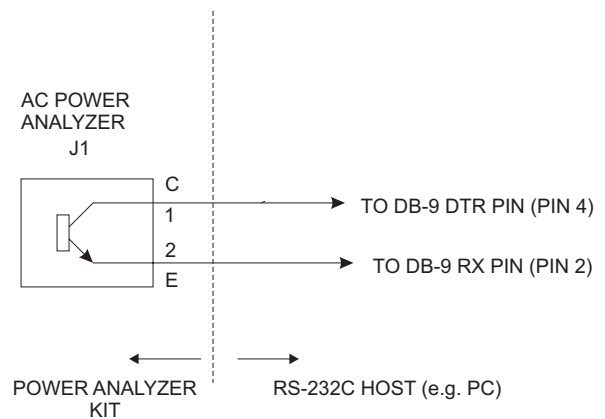 AC POWER
ANALYZER
J1
C
1
TO DB-9 DTR PIN (PIN 4)
2
TO DB-9 RX PIN (PIN 2)
E
POWER ANALYZER
KIT
RS-232C HOST (e.g. PC)